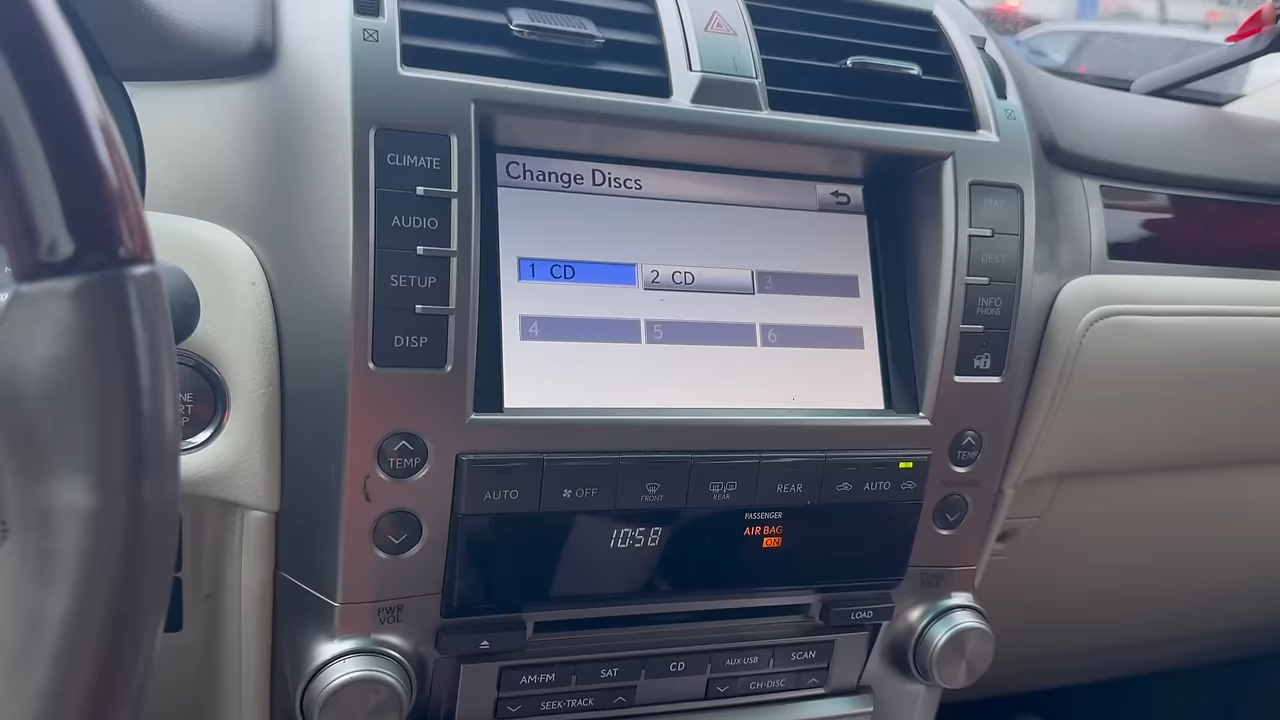 CLIMATE
AUDIO
SETUP
DISP
Change Discs
1 CD
2 CD
3
4
5
6
MAP
DEST
INFO
PHONE
TEMP
TEMP
AUTO
OFF
FRONT
REAR
REAR
AUTO
10:58
PASSENGER
AIR BAG
ON
PWR
VOL
LOAD
AM·FM
SAT
CD
AUX·USB
SCAN
SEEK·TRACK
CH·DISC